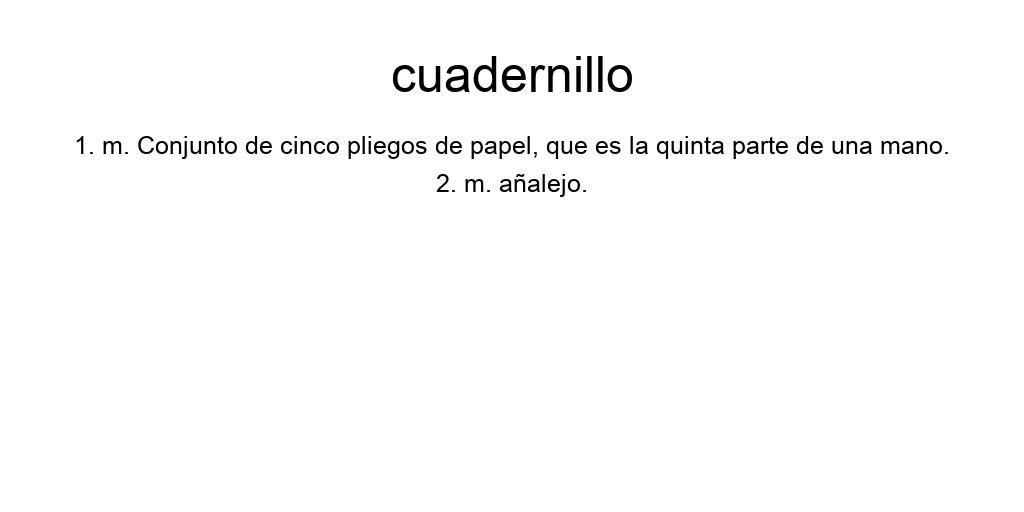 cuadernillo
1. m. Conjunto de cinco pliegos de papel, que es la quinta parte de una mano.
2. m. añalejo.